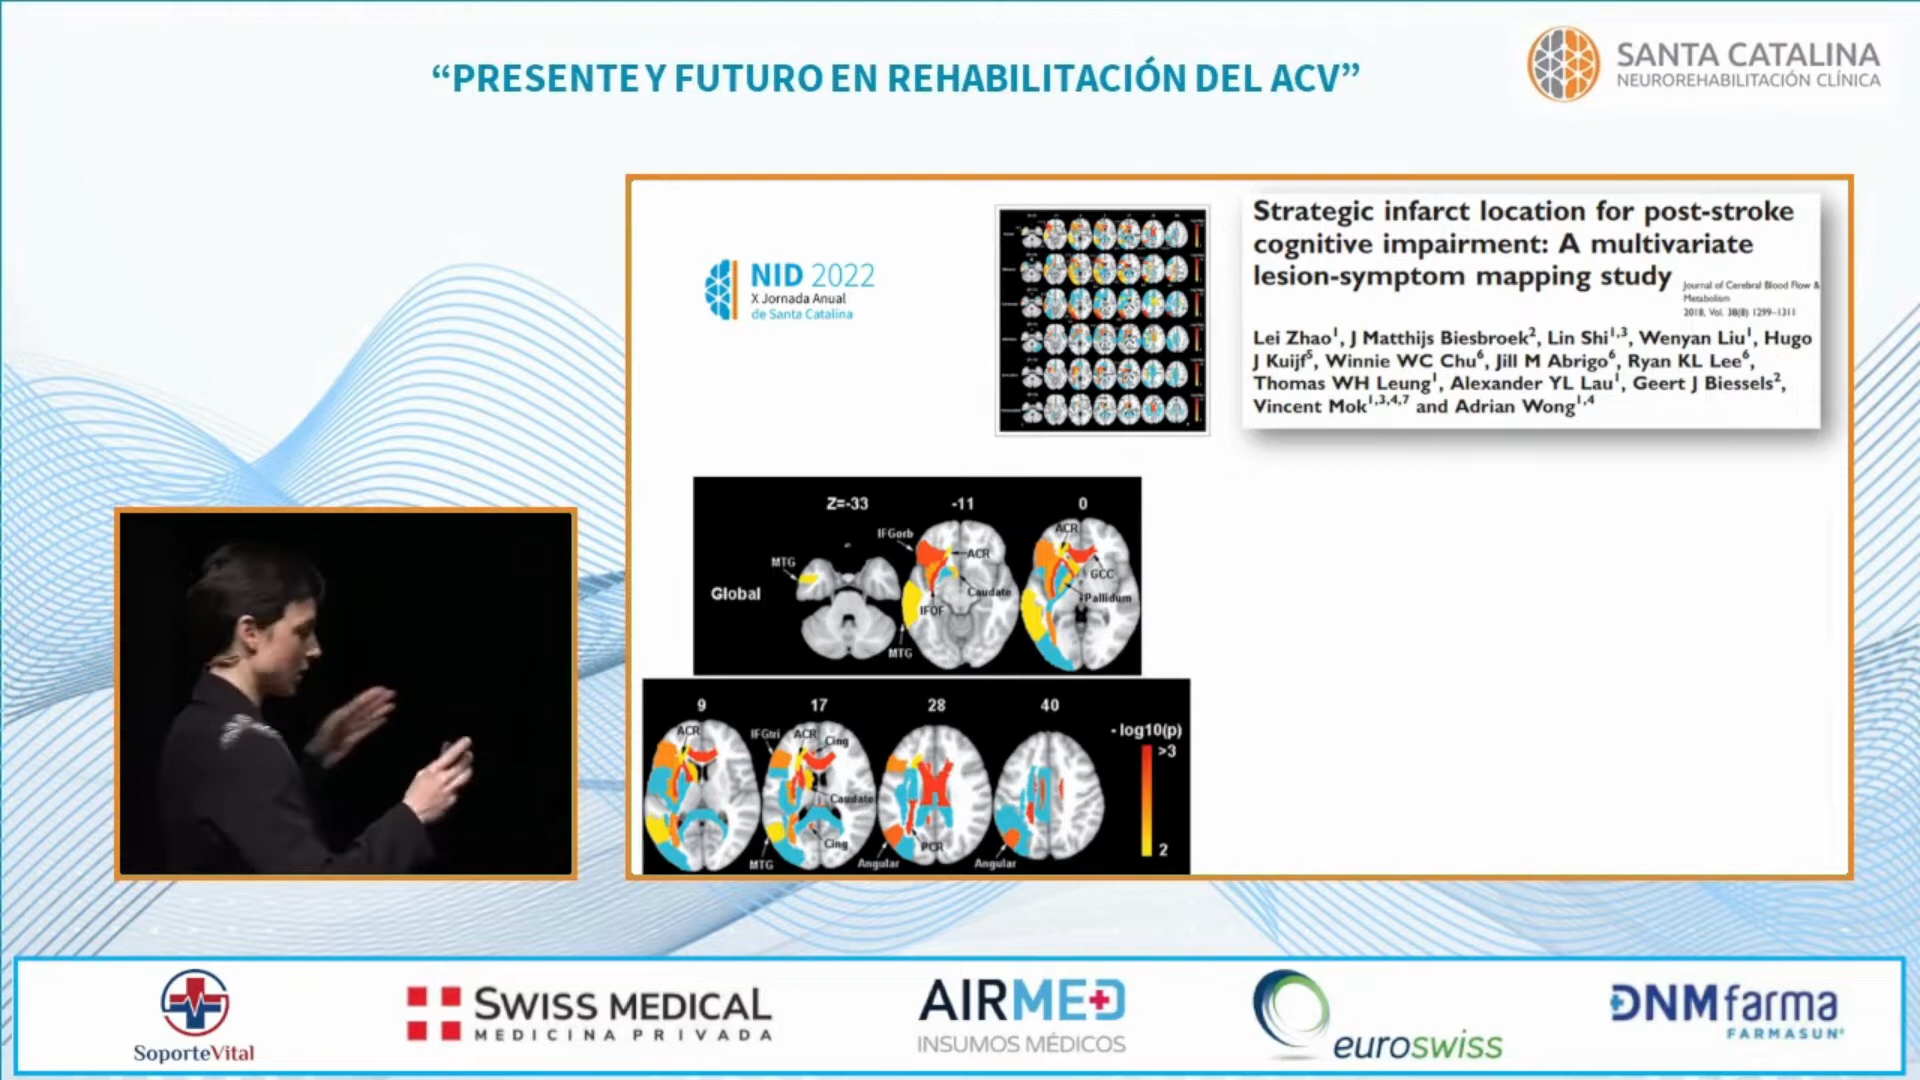 “PRESENTE Y FUTURO EN REHABILITACIÓN DEL ACV”
SANTA CATALINA
NEUROREHABILITACIÓN CLÍNICA
NID 2022
X Jornada Anual
de Santa Catalina
Strategic infarct location for post-stroke
cognitive impairment: A multivariate
lesion-symptom mapping study
Journal of Cerebral Blood Flow &
Metabolism
2018, Vol. 38(8) 1299–1311
Lei Zhao1, J Matthijs Biesbroek2, Lin Shi1,3, Wenyan Liu1, Hugo
J Kuijf5, Winnie WC Chu6, Jill M Abrigo6, Ryan KL Lee6,
Thomas WH Leung1, Alexander YL Lau1, Geert J Biessels2,
Vincent Mok1,3,4,7 and Adrian Wong1,4
Z=-33 -11 0
IFGorb ACR
MTG ACR
GCC
Global Caudate Pallidum
IFOF
MTG
9 17 28 40
ACR IFGtri ACR Cing - log10(p)
>3
Caudate
Cing PCR 2
MTG Angular Angular
SoporteVital
SWISS MEDICAL
MEDICINA PRIVADA
AIRMED
INSUMOS MÉDICOS
euroswiss
DNMfarma
FARMASUN